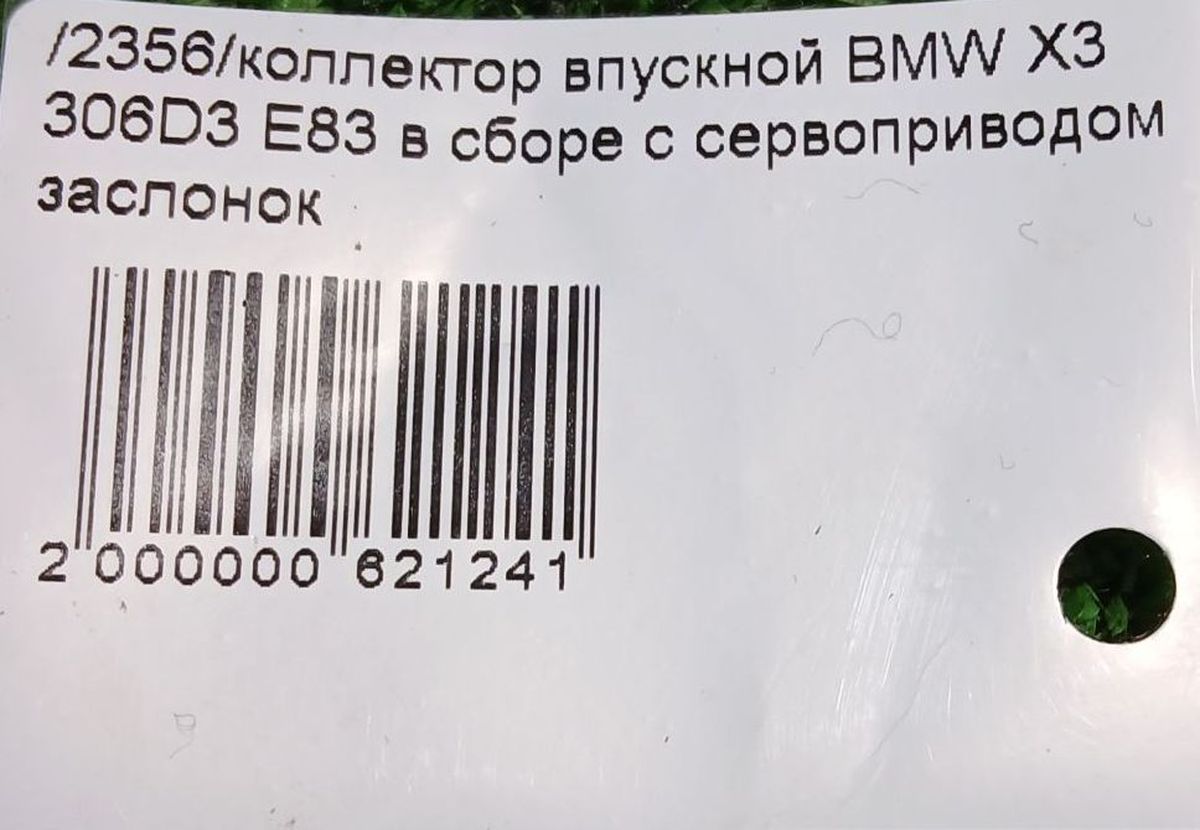 /2356/коллектор впускной BMW X3
306D3 E83 в сборе с сервоприводом
заслонок
2 000000 621241